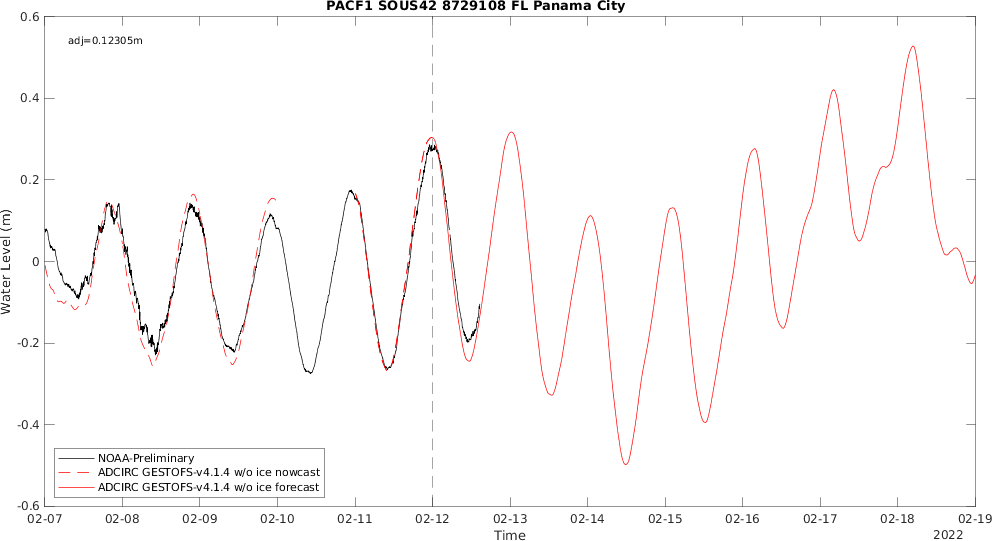 PACF1 SOUS42 8729108 FL Panama City
adj=0.12305m
Water Level (m)
0.6
0.4
0.2
0
-0.2
-0.4
-0.6
NOAA-Preliminary
ADCIRC GESTOFS-v4.1.4 w/o ice nowcast
ADCIRC GESTOFS-v4.1.4 w/o ice forecast
02-07 02-08 02-09 02-10 02-11 02-12 02-13 02-14 02-15 02-16 02-17 02-18 02-19
Time
2022